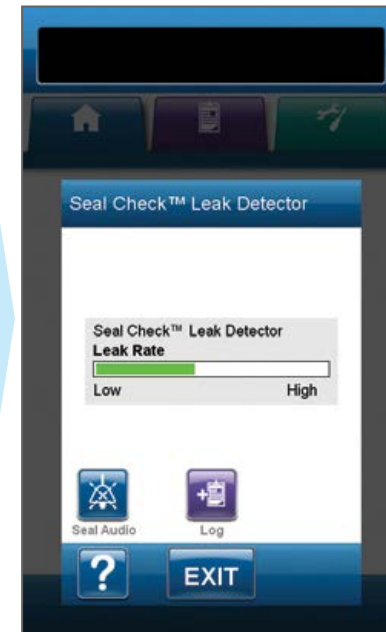 Seal Check™ Leak Detector
Seal Check™ Leak Detector
Leak Rate
Low High
Seal Audio Log
? EXIT